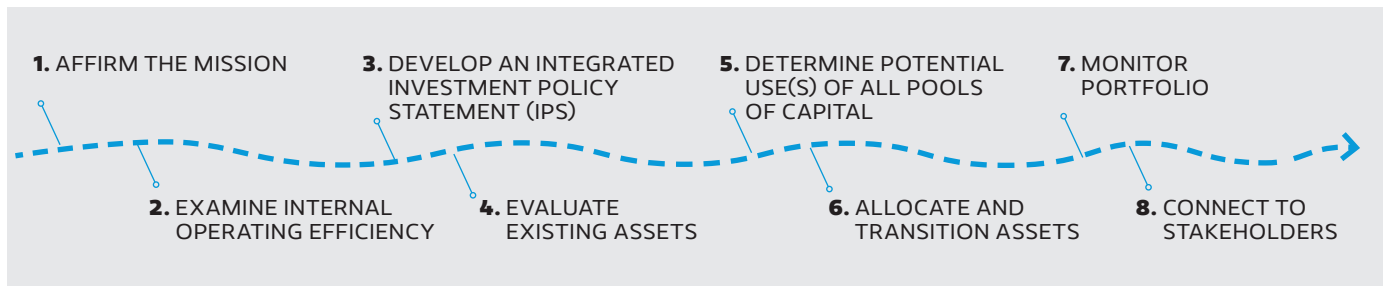 1. AFFIRM THE MISSION
2. EXAMINE INTERNAL
OPERATING EFFICIENCY
3. DEVELOP AN INTEGRATED
INVESTMENT POLICY
STATEMENT (IPS)
4. EVALUATE
EXISTING ASSETS
5. DETERMINE POTENTIAL
USE(S) OF ALL POOLS
OF CAPITAL
6. ALLOCATE AND
TRANSITION ASSETS
7. MONITOR
PORTFOLIO
8. CONNECT TO
STAKEHOLDERS